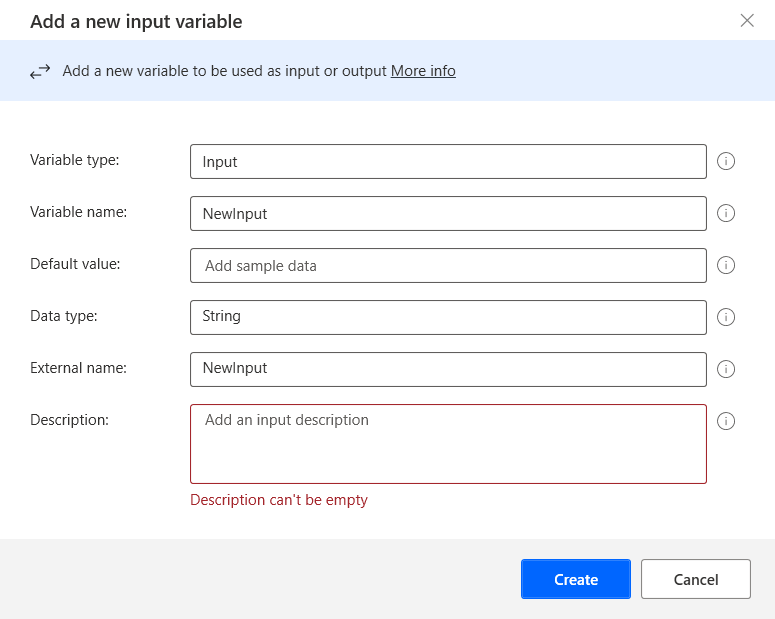 Add a new input variable
Add a new variable to be used as input or output More info
Variable type:
Input
Variable name:
NewInput
Default value:
Add sample data
Data type:
String
External name:
NewInput
Description:
Add an input description
Description can't be empty
Create
Cancel